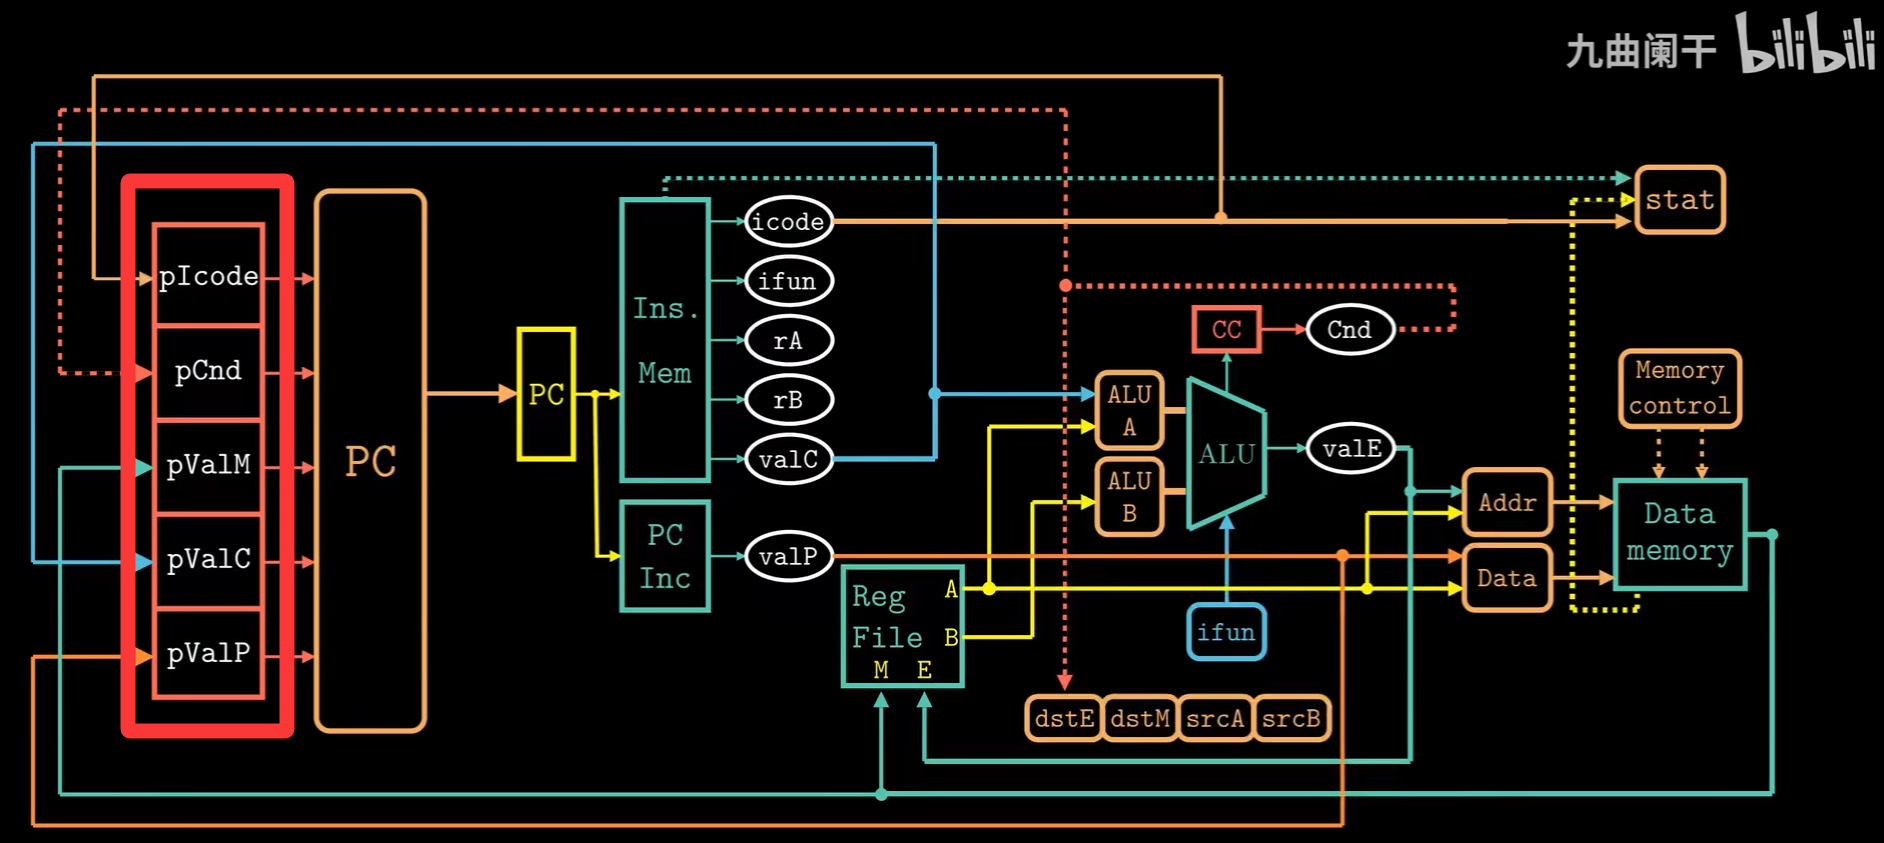 九曲阑干 bilibili
pIcode
pCnd
pValM
pValC
pValP
PC
PC
Ins.
Mem
PC
Inc
icode
ifun
rA
rB
valC
valP
Reg
File
A
B
M E
ALU
A
ALU
B
CC
Cnd
ALU
valE
ifun
dstE dstM srcA srcB
stat
Memory
control
Addr
Data
Data
memory